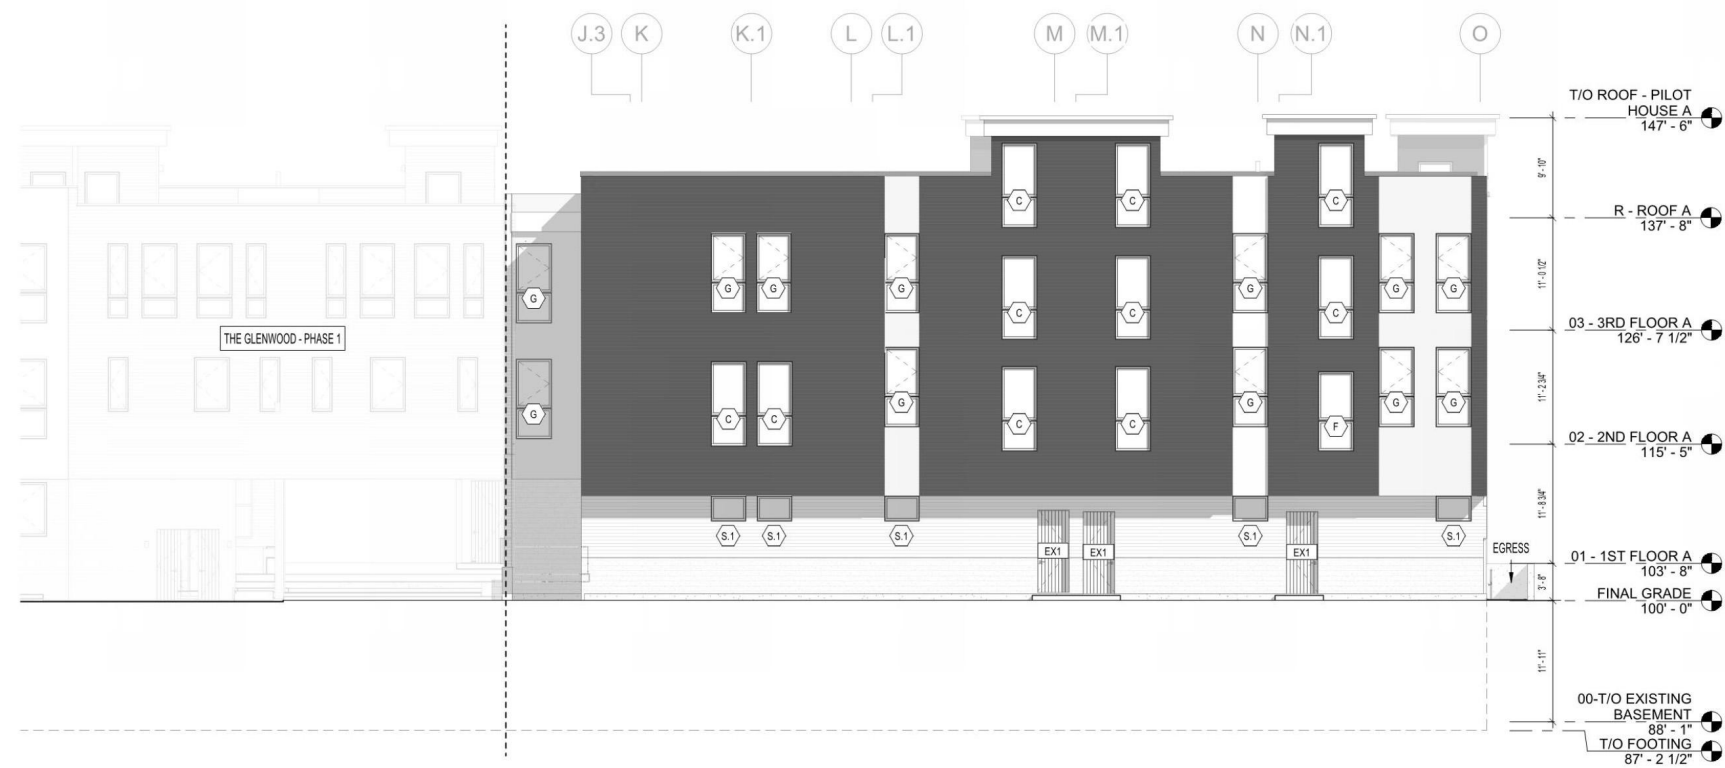 J.3 K K.1 L L.1 M M.1 N N.1 O
T/O ROOF - PILOT
HOUSE A
147' - 6"
9'- 10"
C C C
R - ROOF A
137' - 8"
G G G G G G G
11'- 0 1/2"
C C C
03 - 3RD FLOOR A
126' - 7 1/2"
THE GLENWOOD - PHASE 1
11'- 2 3/4"
G C C G C C G F G G
02 - 2ND FLOOR A
115' - 5"
11'- 8 3/4"
S.1 S.1 S.1 S.1 S.1
EX1 EX1 EX1
EGRESS
01 - 1ST FLOOR A
103' - 8"
3'- 8"
FINAL GRADE
100' - 0"
11'- 11"
00-T/O EXISTING
BASEMENT
88' - 1"
T/O FOOTING
87' - 2 1/2"